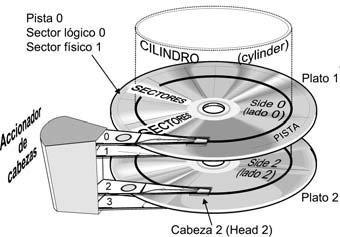 Pista 0
Sector lógico 0
Sector físico 1
CILINDRO (cylinder)
Plato 1
SECTORES
SECTORES
Side 0
(lado 0)
PISTA
Accionador
de
cabezas
0
1
2
3
Side 2
(lado 2)
Plato 2
Cabeza 2 (Head 2)